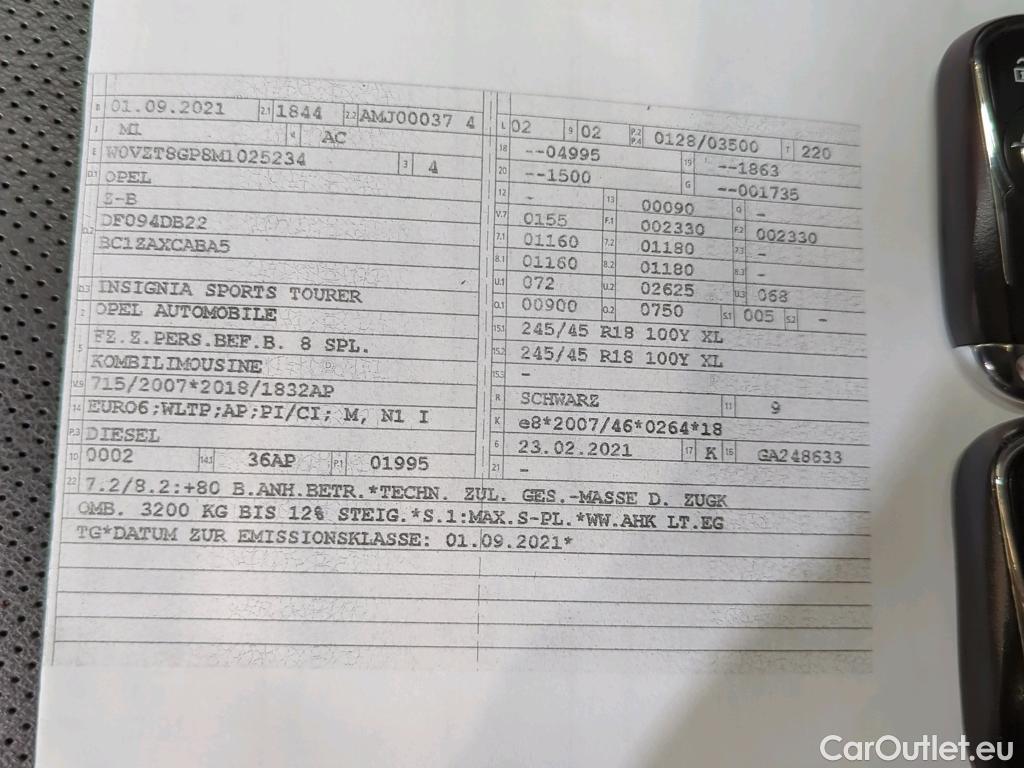 B 01.09.2021 2.1 1844 2.2 AMJ00037 4
J M1 4 AC
E W0VZT8GP8M1025234 3 4
D.1 OPEL
Z-B
D.2 DF094DB22
BC1ZAXCABA5
D.3 INSIGNIA SPORTS TOURER
2 OPEL AUTOMOBILE
5 FZ.Z.PERS.BEF.B. 8 SPL.
KOMBILIMOUSINE
V.9 715/2007*2018/1832AP
14 EURO6;WLTP;AP;PI/CI; M, N1 I
P.3 DIESEL
10 0002 14.1 36AP P.1 01995
L 02 9 02 P.2 P.4 0128/03500 T 220
18 --04995 19 --1863
20 --1500 G --001735
12 - 13 00090 Q -
V.7 0155 F.1 002330 F.2 002330
7.1 01160 7.2 01180 7.3 -
8.1 01160 8.2 01180 8.3 -
U.1 072 U.2 02625 U.3 068
O.1 00900 O.2 0750 S.1 005 S.2 -
15.1 245/45 R18 100Y XL
15.2 245/45 R18 100Y XL
15.3 -
R SCHWARZ 11 9
K e8*2007/46*0264*18
6 23.02.2021 17 K 16 GA248633
21 -
22 7.2/8.2:+80 B.ANH.BETR.*TECHN. ZUL. GES.-MASSE D. ZUGK
OMB. 3200 KG BIS 12% STEIG.*S.1:MAX.S-PL.*WW.AHK LT.EG
TG*DATUM ZUR EMISSIONSKLASSE: 01.09.2021*
CarOutlet.eu